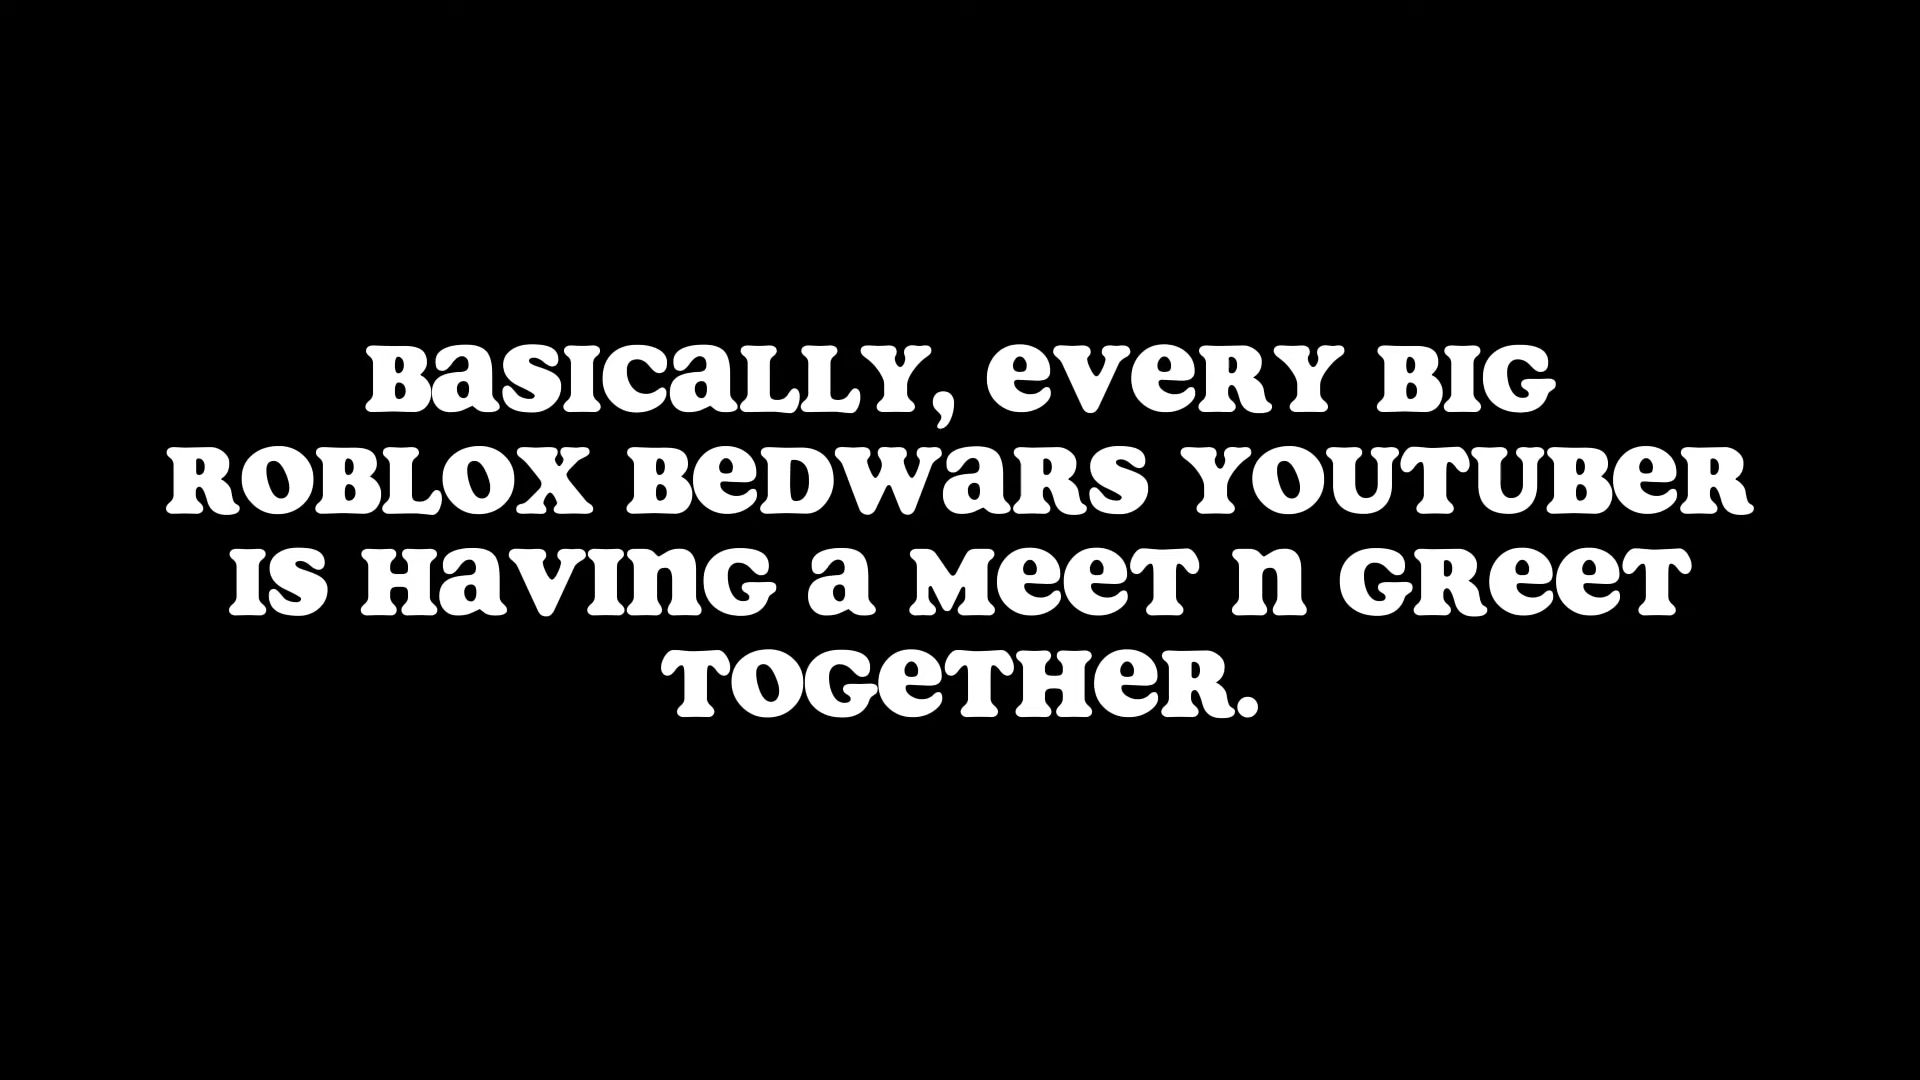 Basically, every big
Roblox Bedwars Youtuber
is having a meet n greet
together.